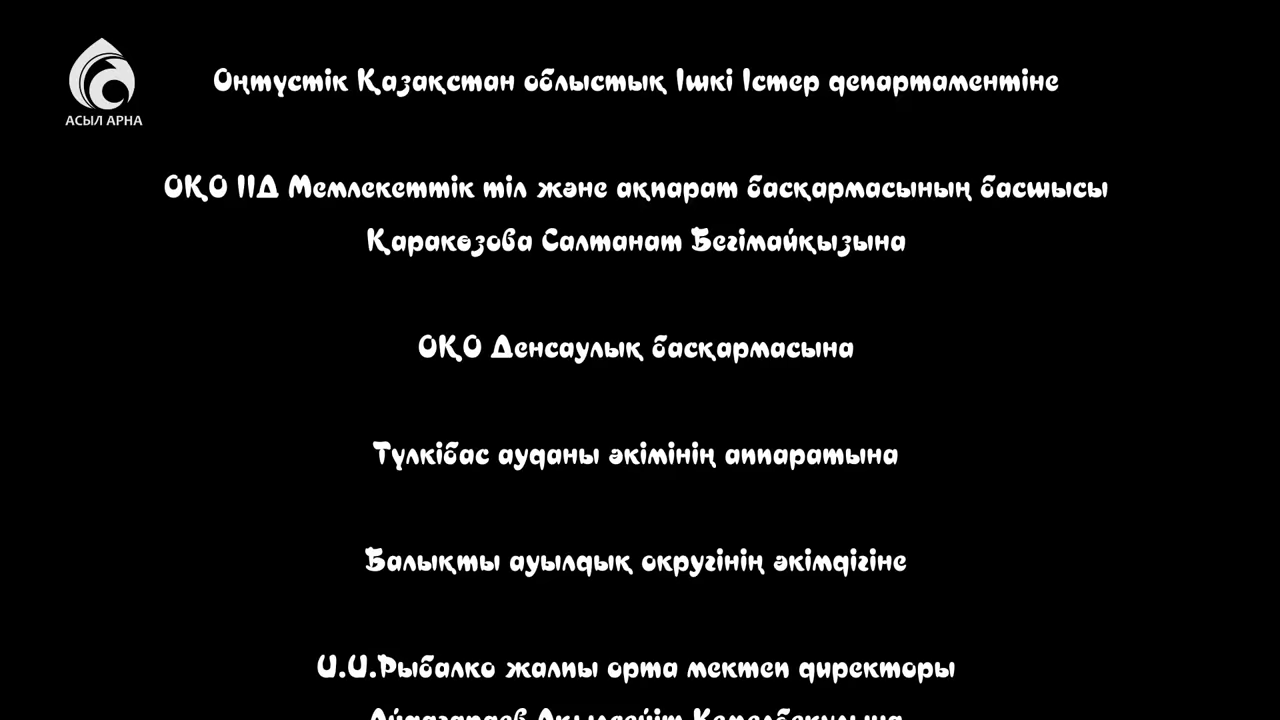 АСЫЛ АРНА
Оңтүстік Қазақстан облыстық Ішкі Істер департаментіне
ОҚО ІІД Мемлекеттік тіл және ақпарат басқармасының басшысы
Қаракөзова Салтанат Бегімайқызына
ОҚО Денсаулық басқармасына
Түлкібас ауданы әкімінің аппаратына
Балықты ауылдық округінің әкімдігіне
И.И.Рыбалко жалпы орта мектеп директоры